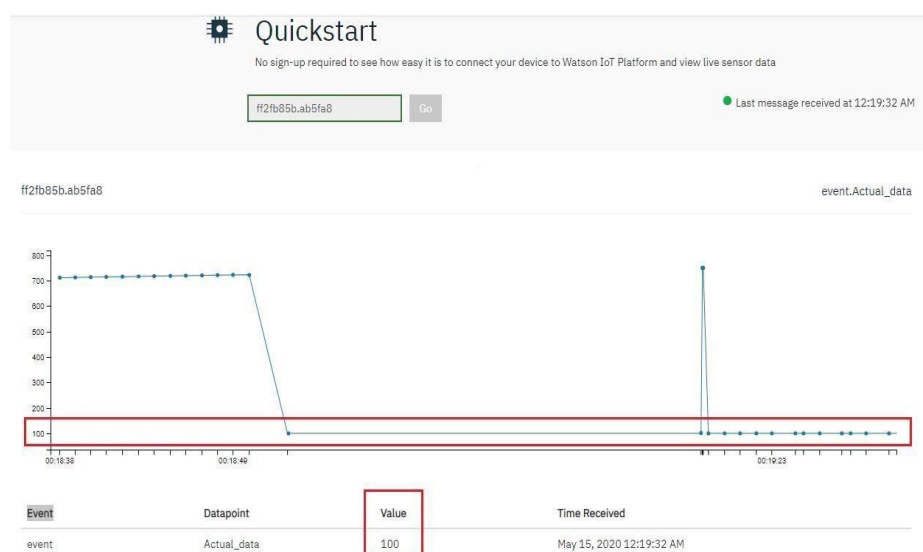 Quickstart
No sign-up required to see how easy it is to connect your device to Watson IoT Platform and view live sensor data
ff2fb85b.ab5fa8 Go
Last message received at 12:19:32 AM
ff2fb85b.ab5fa8 event.Actual_data
800
700
600
500
400
300
200
100
00:18:38 00:18:49 00:19:23
Event Datapoint Value Time Received
event Actual_data 100 May 15, 2020 12:19:32 AM